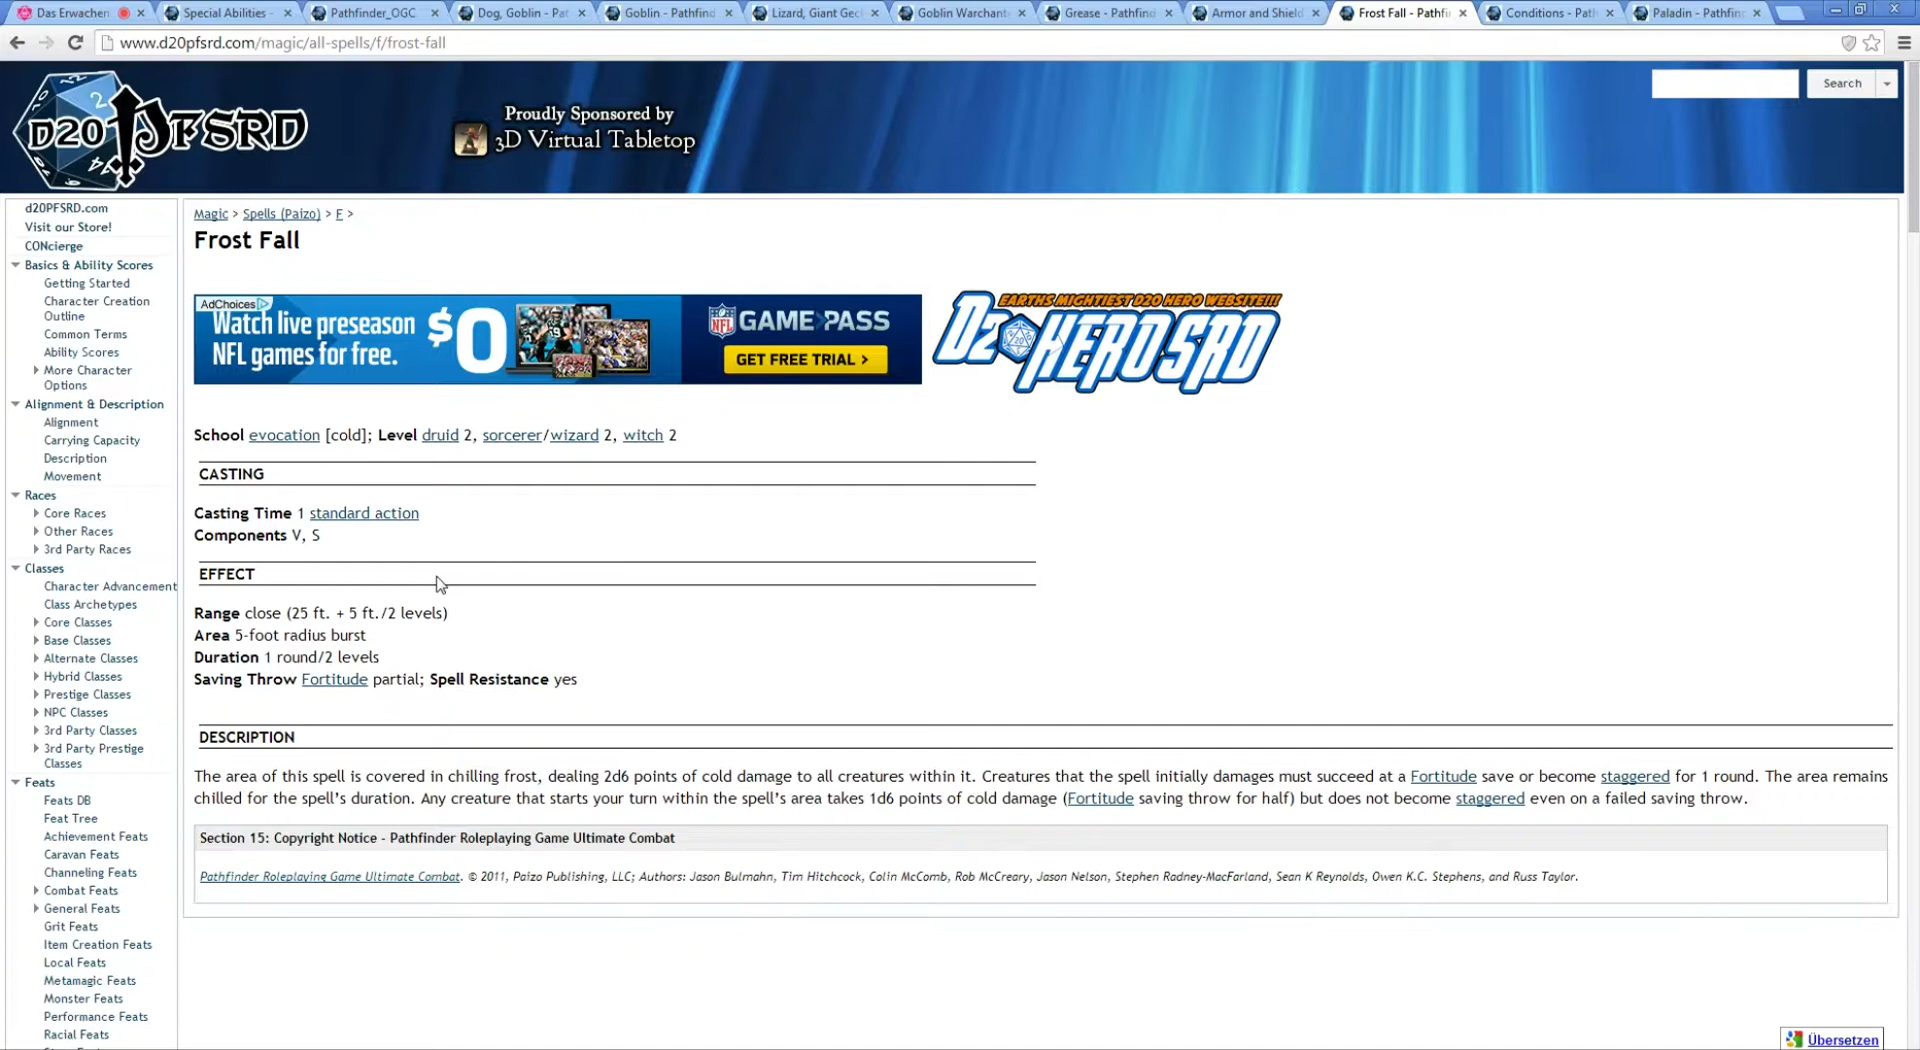 Das Erwachen
Special Abilities -
Pathfinder_OGC
Dog, Goblin - Pat
Goblin - Pathfind
Lizard, Giant Gec
Goblin Warchant
Grease - Pathfind
Armor and Shield
Frost Fall - Pathfi
Conditions - Path
Paladin - Pathfind
www.d20pfsrd.com/magic/all-spells/f/frost-fall
D20 PFSRD
Proudly Sponsored by
3D Virtual Tabletop
Search
d20PFSRD.com
Visit our Store!
CONcierge
Basics & Ability Scores
Getting Started
Character Creation
Outline
Common Terms
Ability Scores
More Character
Options
Alignment & Description
Alignment
Carrying Capacity
Description
Movement
Races
Core Races
Other Races
3rd Party Races
Classes
Character Advancement
Class Archetypes
Core Classes
Base Classes
Alternate Classes
Hybrid Classes
Prestige Classes
NPC Classes
3rd Party Classes
3rd Party Prestige
Classes
Feats
Feats DB
Feat Tree
Achievement Feats
Caravan Feats
Channeling Feats
Combat Feats
General Feats
Grit Feats
Item Creation Feats
Local Feats
Metamagic Feats
Monster Feats
Performance Feats
Racial Feats
Magic > Spells (Paizo) > F >
Frost Fall
AdChoices
Watch live preseason
NFL games for free.
$0
NFL GAME PASS
GET FREE TRIAL >
EARTHS MIGHTIEST D20 HERO WEBSITE!!!
D20 HEROSRD
School evocation [cold]; Level druid 2, sorcerer/wizard 2, witch 2
CASTING
Casting Time 1 standard action
Components V, S
EFFECT
Range close (25 ft. + 5 ft./2 levels)
Area 5-foot radius burst
Duration 1 round/2 levels
Saving Throw Fortitude partial; Spell Resistance yes
DESCRIPTION
The area of this spell is covered in chilling frost, dealing 2d6 points of cold damage to all creatures within it. Creatures that the spell initially damages must succeed at a Fortitude save or become staggered for 1 round. The area remains
chilled for the spell's duration. Any creature that starts your turn within the spell's area takes 1d6 points of cold damage (Fortitude saving throw for half) but does not become staggered even on a failed saving throw.
Section 15: Copyright Notice - Pathfinder Roleplaying Game Ultimate Combat
Pathfinder Roleplaying Game Ultimate Combat. © 2011, Paizo Publishing, LLC; Authors: Jason Bulmahn, Tim Hitchcock, Colin McComb, Rob McCreary, Jason Nelson, Stephen Radney-MacFarland, Sean K Reynolds, Owen K.C. Stephens, and Russ Taylor.
Übersetzen